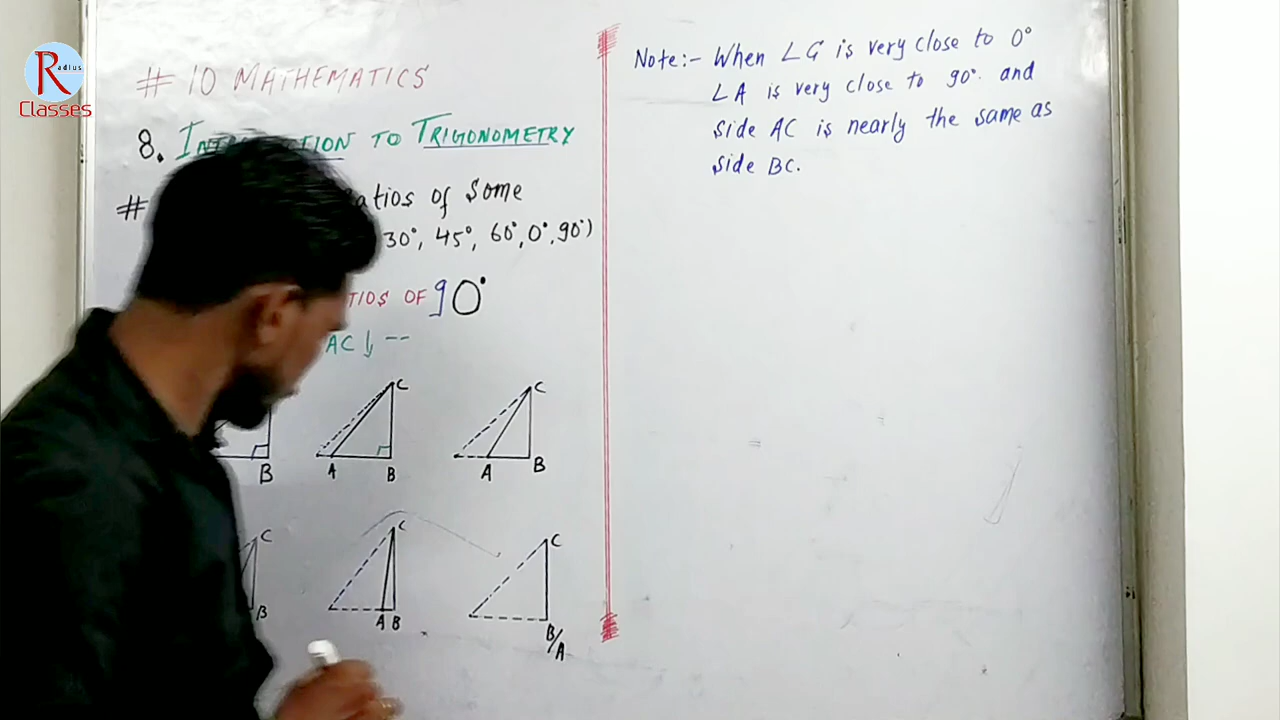 Radius
Classes
# 10 MATHEMATICS
8. INTRODUCTION TO TRIGONOMETRY
# Ratios of Some
30°, 45°, 60°, 0°, 90°)
RATIOS OF 90°
AC ↓ --
C
C
B
A
B
A
B
C
C
C
B
A B
B/A
Note:- When ∠C is very close to 0°
∠A is very close to 90° and
Side AC is nearly the same as
side BC.